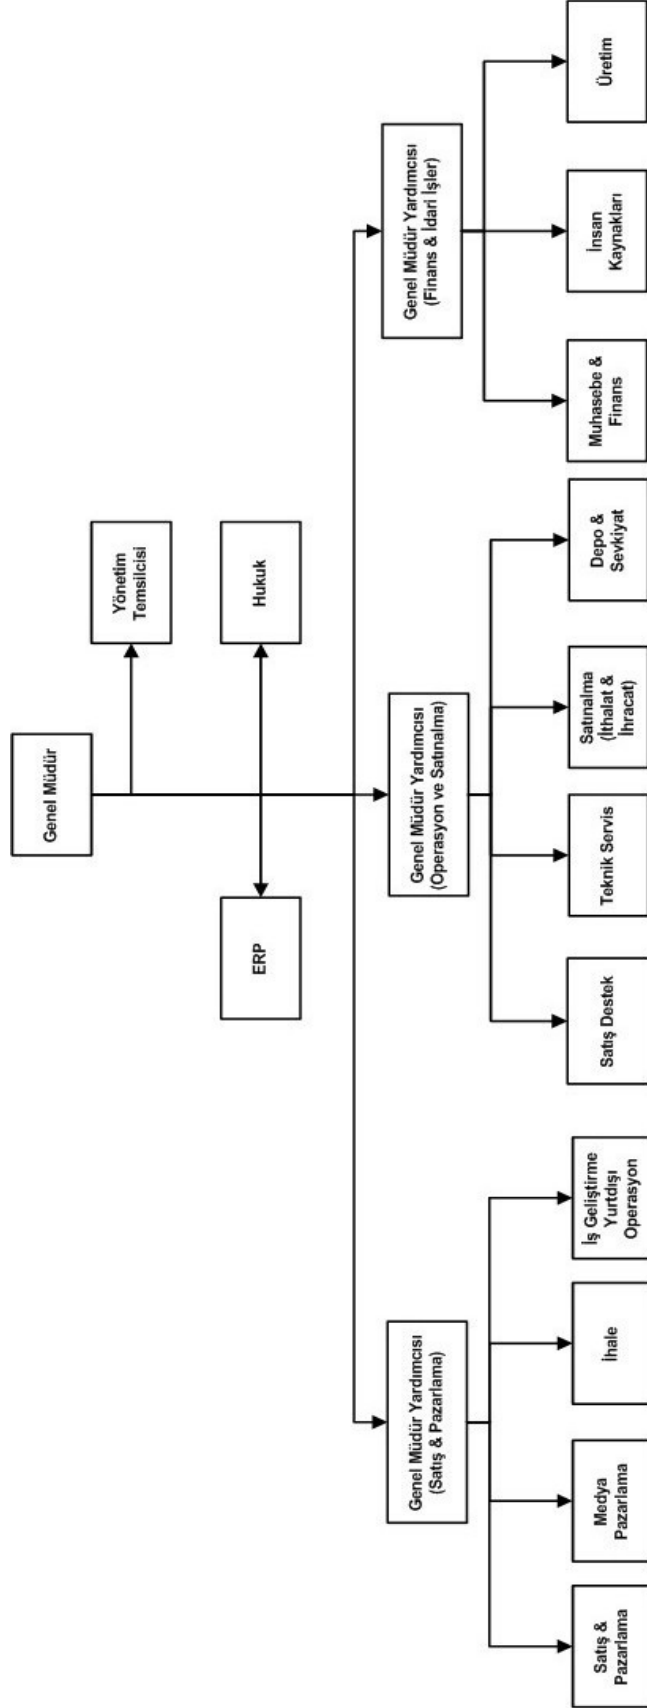 Genel Müdür
Yönetim
Temsilcisi
ERP
Hukuk
Genel Müdür Yardımcısı
(Satış & Pazarlama)
Genel Müdür Yardımcısı
(Operasyon ve Satınalma)
Genel Müdür Yardımcısı
(Finans & İdari İşler)
Satış &
Pazarlama
Medya
Pazarlama
İhale
İş Geliştirme
Yurtdışı
Operasyon
Satış Destek
Teknik Servis
Satınalma
(İthalat &
İhracat)
Depo &
Sevkiyat
Muhasebe &
Finans
İnsan
Kaynakları
Üretim